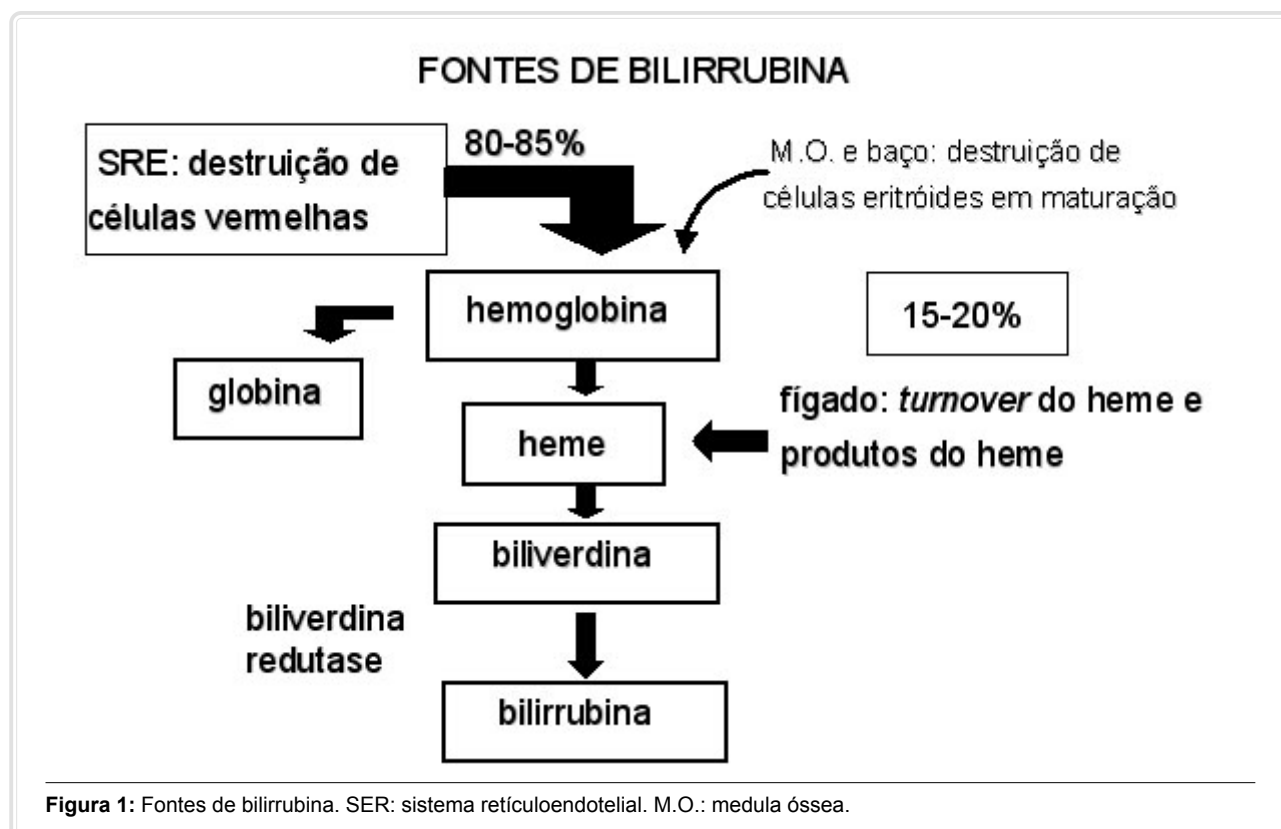 FONTES DE BILIRRUBINA
SRE: destruição de
células vermelhas
80-85%
M.O. e baço: destruição de
células eritróides em maturação
hemoglobina
15-20%
globina
fígado: turnover do heme e
produtos do heme
heme
biliverdina
biliverdina
redutase
bilirrubina
Figura 1: Fontes de bilirrubina. SER: sistema retículoendotelial. M.O.: medula óssea.